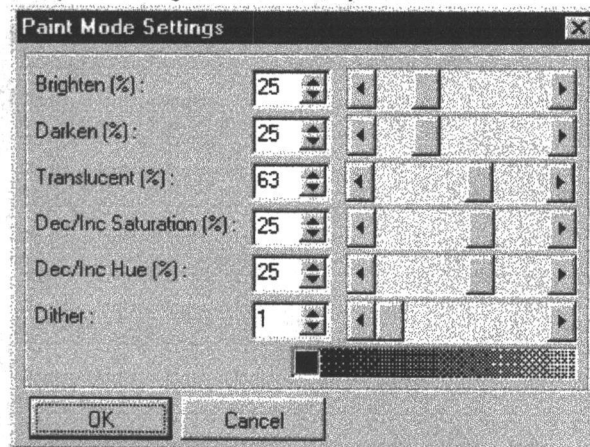 Paint Mode Settings
Brighten (%) : 25
Darken (%) : 25
Translucent (%) : 63
Dec/Inc Saturation (%) : 25
Dec/Inc Hue (%) : 25
Dither : 1
OK Cancel